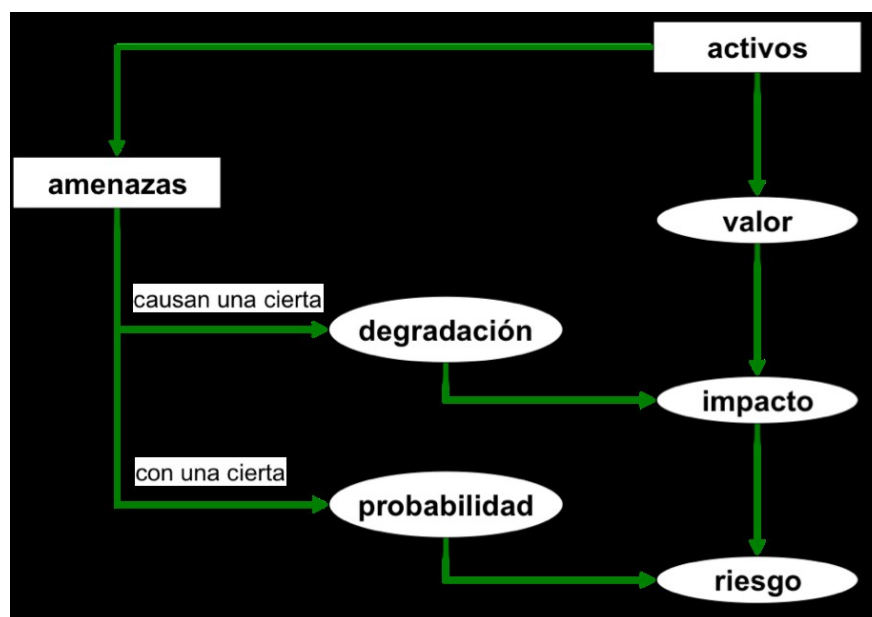 activos
amenazas
valor
causan una cierta
degradación
impacto
con una cierta
probabilidad
riesgo